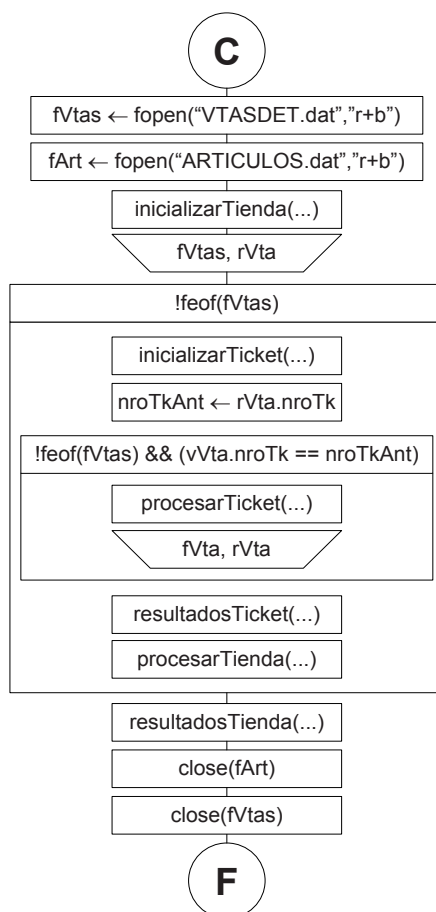 C
fVtas ← fopen(“VTASDET.dat”,”r+b”)
fArt ← fopen(“ARTICULOS.dat”,”r+b”)
inicializarTienda(...)
fVtas, rVta
!feof(fVtas)
inicializarTicket(...)
nroTkAnt ← rVta.nroTk
!feof(fVtas) && (vVta.nroTk == nroTkAnt)
procesarTicket(...)
fVta, rVta
resultadosTicket(...)
procesarTienda(...)
resultadosTienda(...)
close(fArt)
close(fVtas)
F